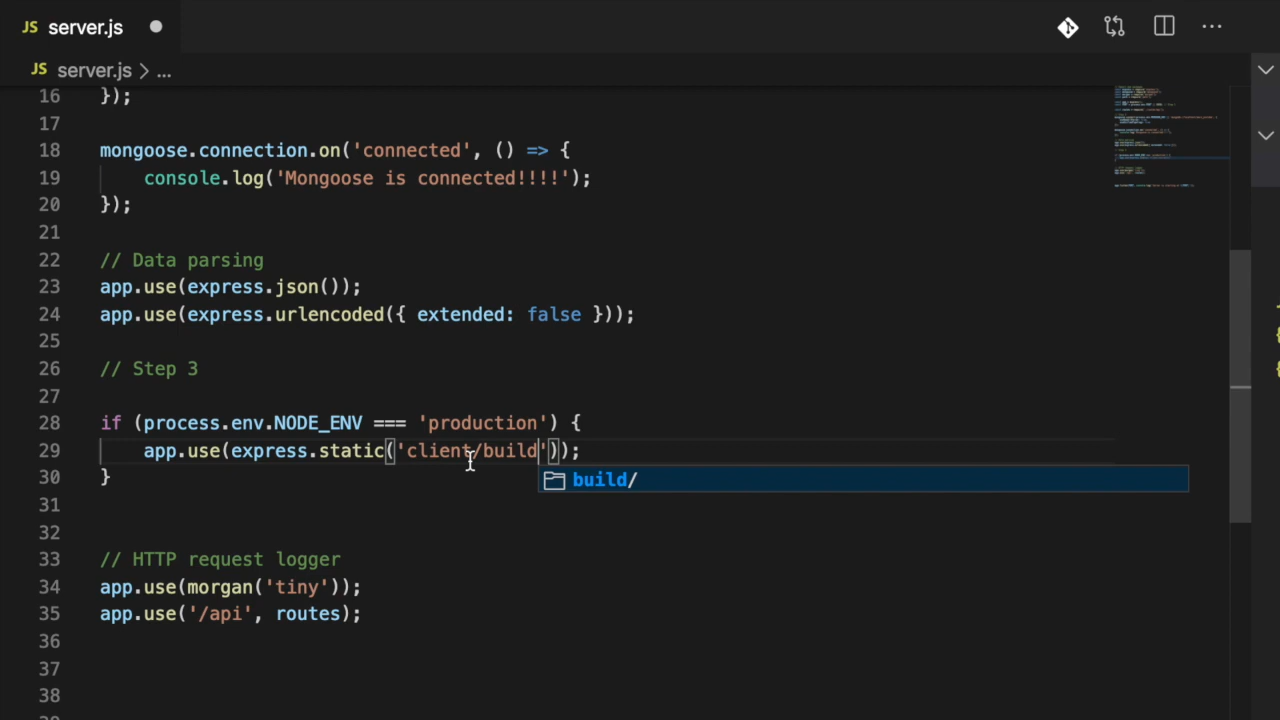 JS server.js
JS server.js > ...
16 });
17
18 mongoose.connection.on('connected', () => {
19 console.log('Mongoose is connected!!!!');
20 });
21
22 // Data parsing
23 app.use(express.json());
24 app.use(express.urlencoded({ extended: false }));
25
26 // Step 3
27
28 if (process.env.NODE_ENV === 'production') {
29 app.use(express.static('client/build'));
30 }
build/
31
32
33 // HTTP request logger
34 app.use(morgan('tiny'));
35 app.use('/api', routes);
36
37
38